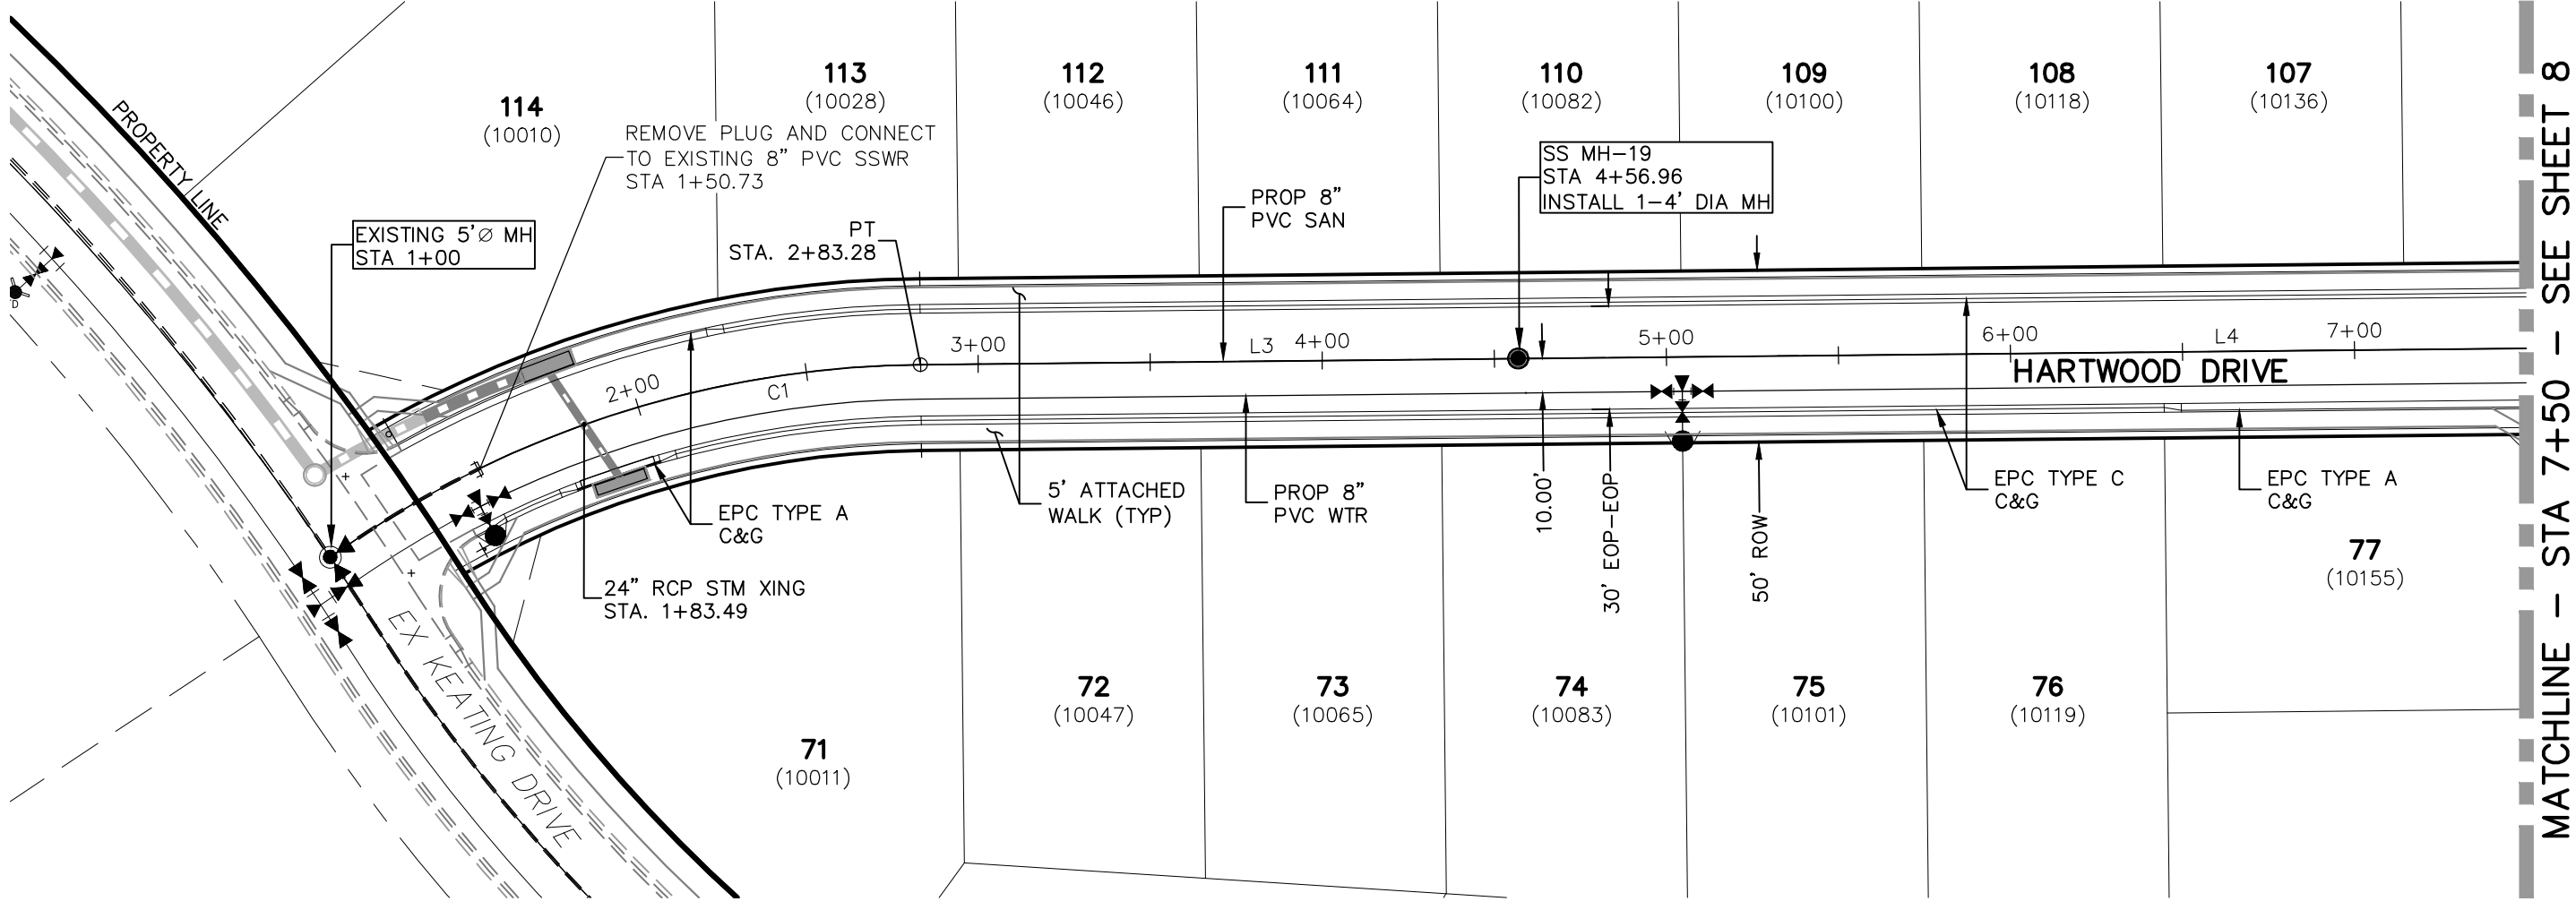 114
(10010)
113
(10028)
112
(10046)
111
(10064)
110
(10082)
109
(10100)
108
(10118)
107
(10136)
PROPERTY LINE
REMOVE PLUG AND CONNECT
TO EXISTING 8" PVC SSWR
STA 1+50.73
EXISTING 5'Ø MH
STA 1+00
PT
STA. 2+83.28
PROP 8"
PVC SAN
SS MH-19
STA 4+56.96
INSTALL 1-4' DIA MH
2+00
C1
3+00
L3
4+00
5+00
6+00
L4
7+00
HARTWOOD DRIVE
EPC TYPE A
C&G
24" RCP STM XING
STA. 1+83.49
5' ATTACHED
WALK (TYP)
PROP 8"
PVC WTR
10.00'
30' EOP-EOP
50' ROW
EPC TYPE C
C&G
EPC TYPE A
C&G
EX KEATING DRIVE
71
(10011)
72
(10047)
73
(10065)
74
(10083)
75
(10101)
76
(10119)
77
(10155)
MATCHLINE - STA 7+50 - SEE SHEET 8